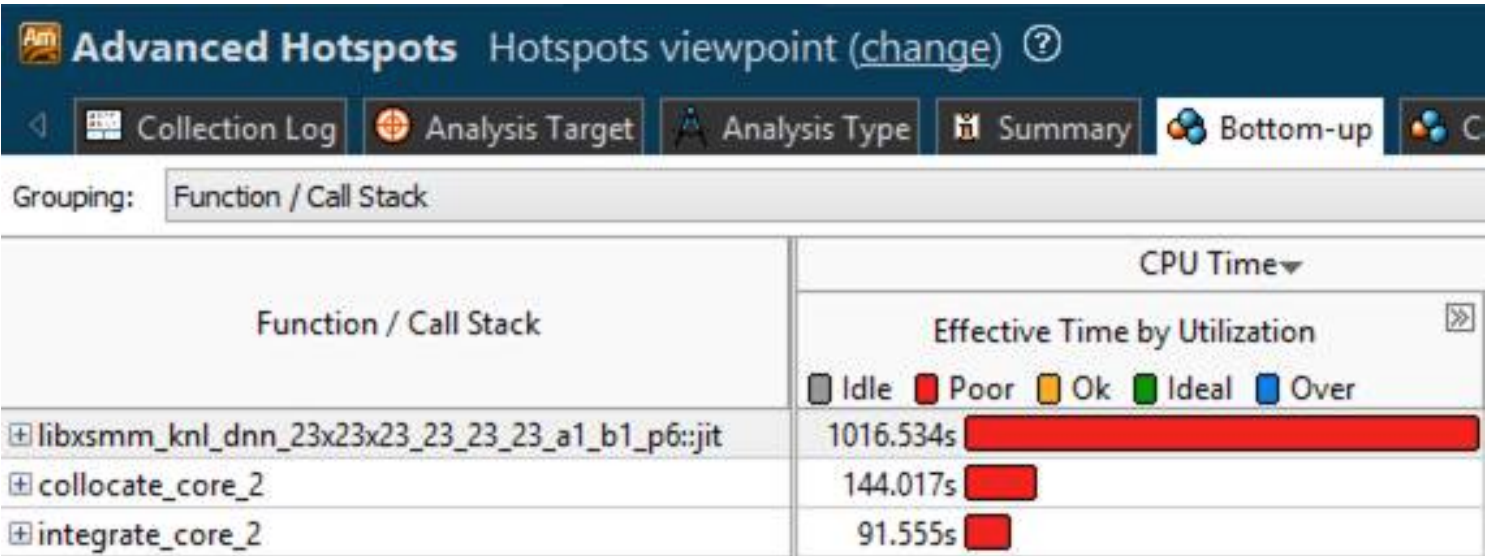 Am Advanced Hotspots Hotspots viewpoint (change) ?
Collection Log Analysis Target Analysis Type Summary Bottom-up C
Grouping: Function / Call Stack
CPU Time
Function / Call Stack
Effective Time by Utilization
Idle Poor Ok Ideal Over
libxsmm_knl_dnn_23x23x23_23_23_23_a1_b1_p6::jit 1016.534s
collocate_core_2 144.017s
integrate_core_2 91.555s